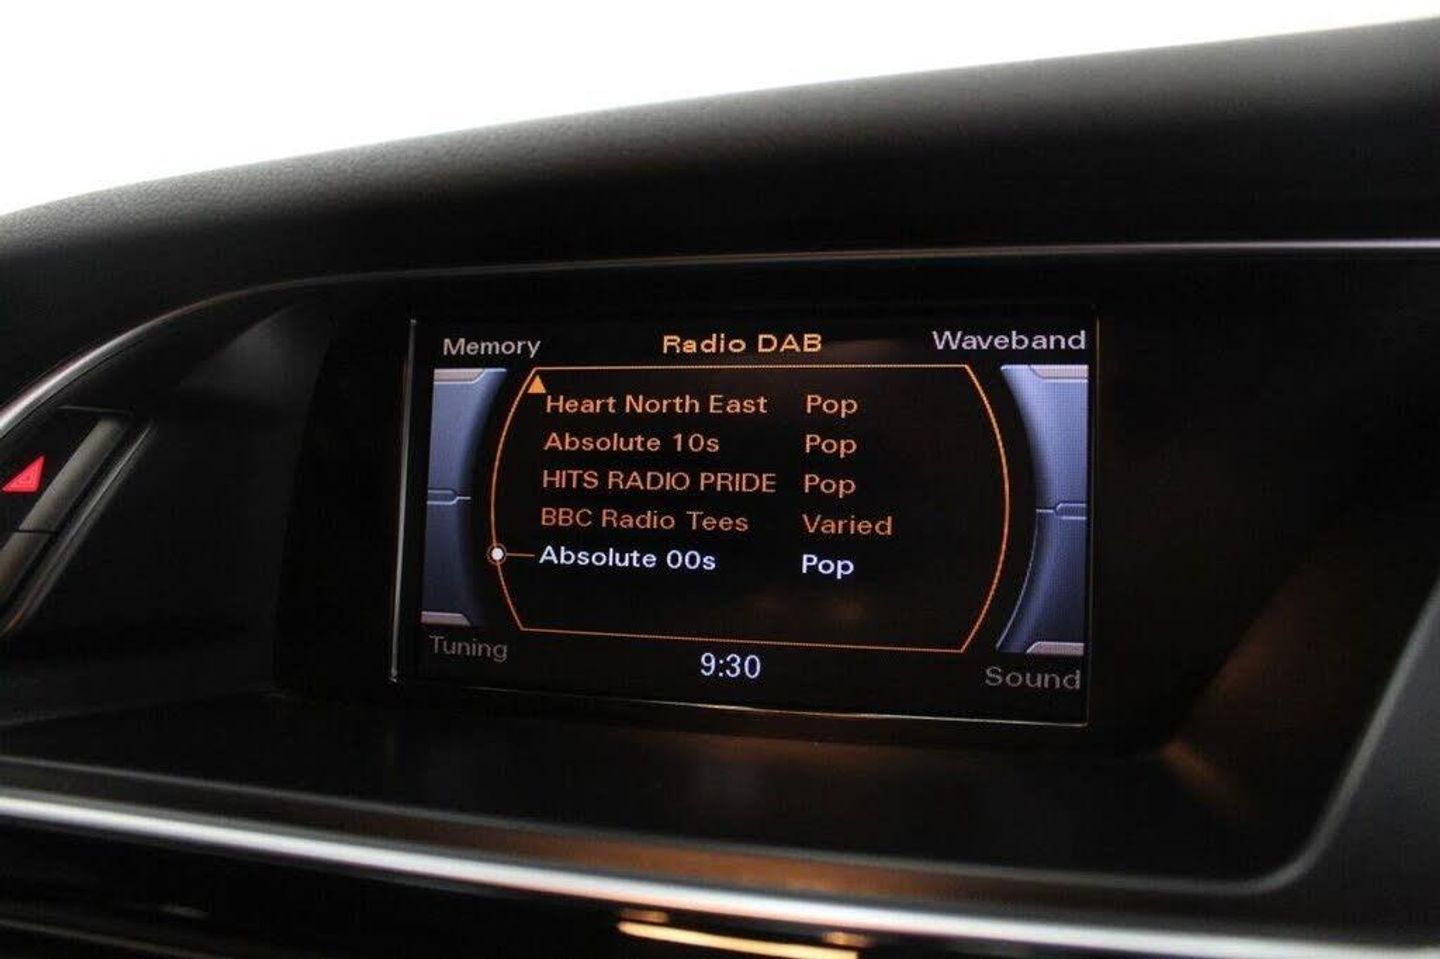 Memory Radio DAB Waveband
Heart North East Pop
Absolute 10s Pop
HITS RADIO PRIDE Pop
BBC Radio Tees Varied
Absolute 00s Pop
Tuning 9:30 Sound